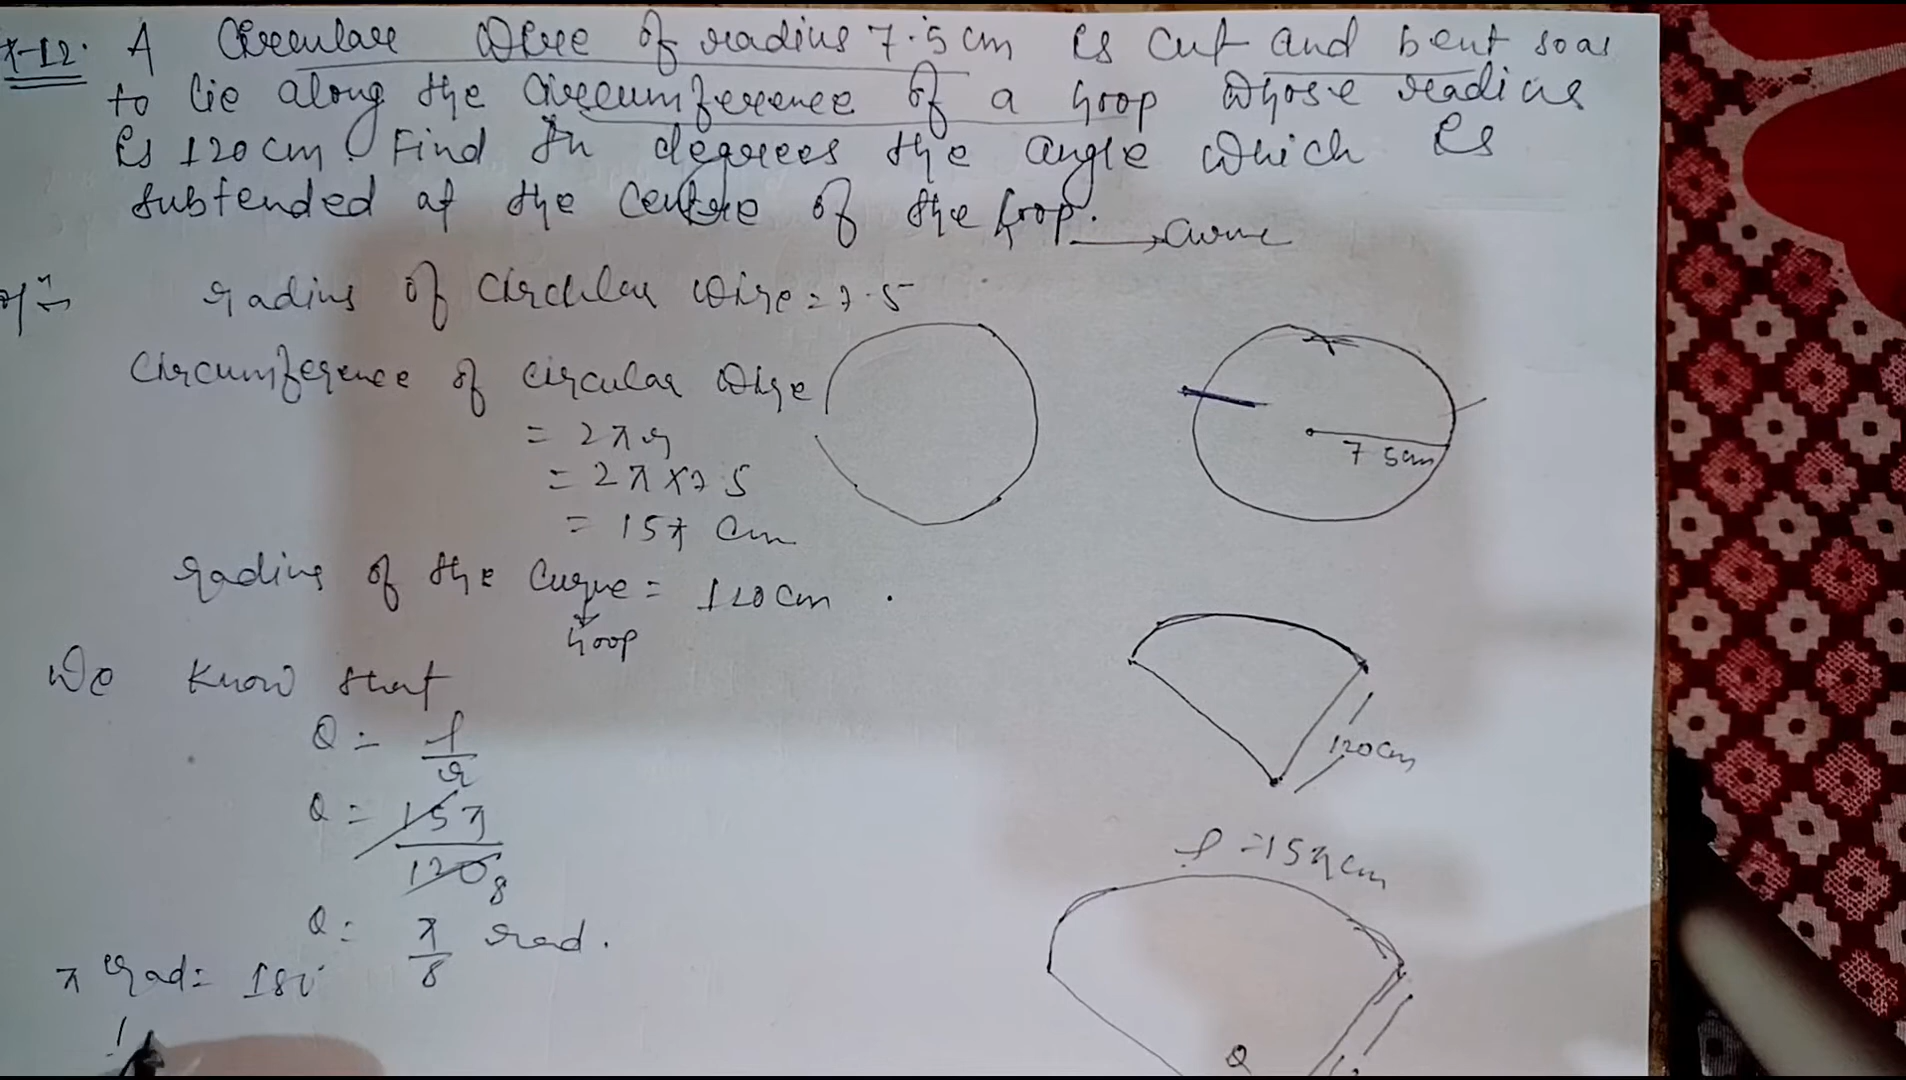 x-12. A Circular Wire of radius 7.5 cm is cut and bent so as
to lie along the Circumference of a hoop whose radius
is 120 cm. Find In degrees the angle which is
subtended at the centre of the hoop. → Curve
radius of circular wire = 7.5
Circumference of circular wire
= 2πr
= 2π×7.5
= 15π cm
7.5cm
radius of the Curve = 120cm.
hoop
We know that
θ = l/r
θ = 15π/120 8
120cm
l = 15π cm
θ = π/8 rad.
π rad = 180°
1
θ